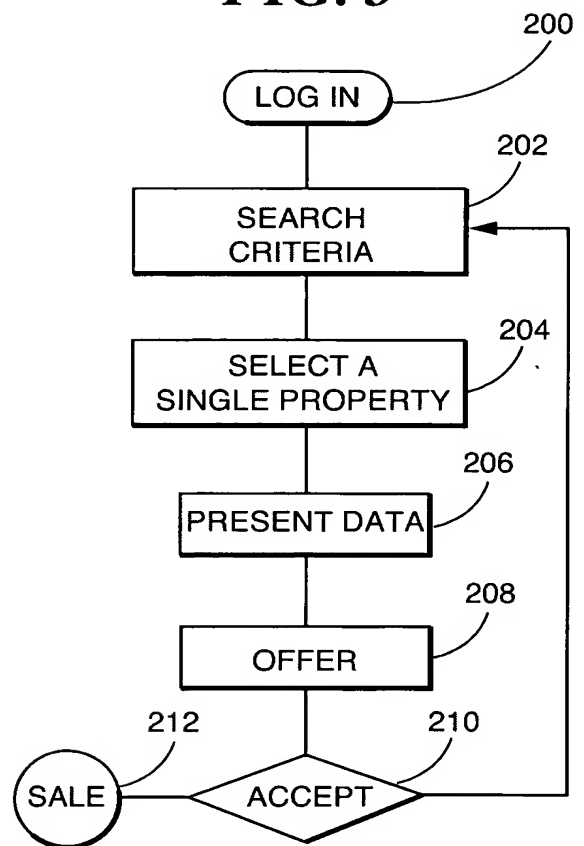 200
LOG IN
202
SEARCH
CRITERIA
204
SELECT A
SINGLE PROPERTY
206
PRESENT DATA
208
OFFER
212
210
SALE
ACCEPT